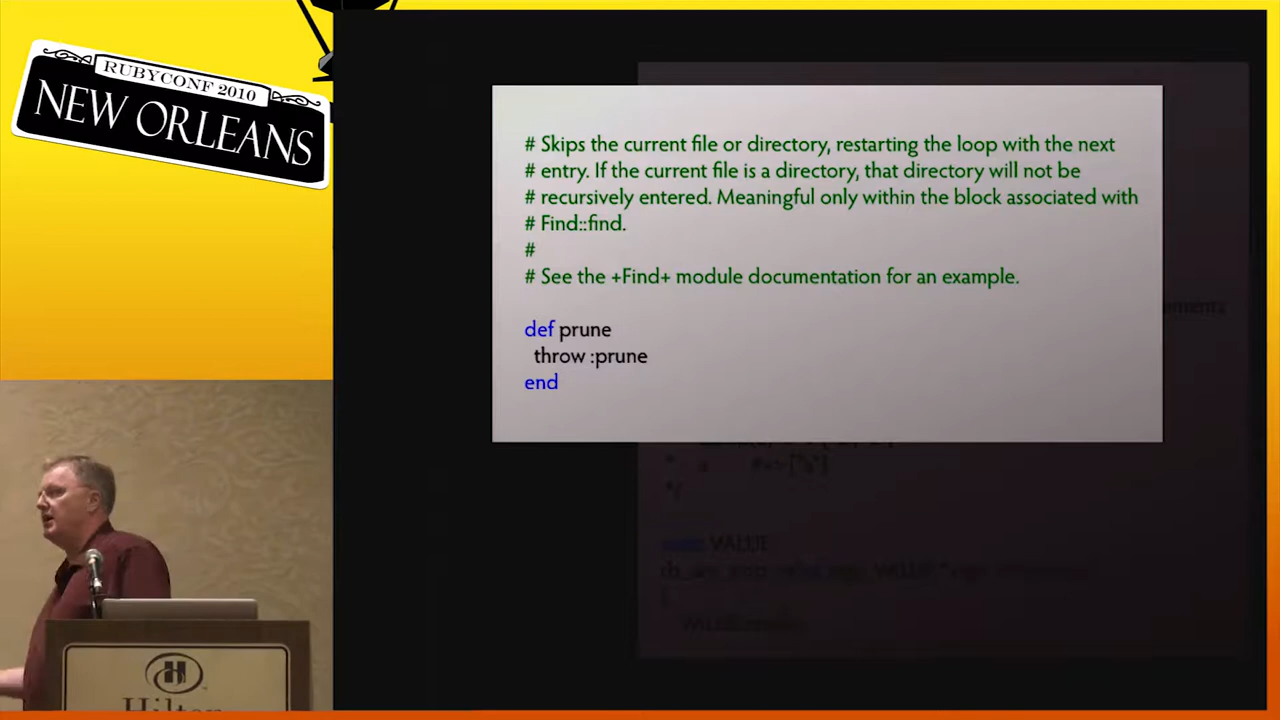 RUBYCONF 2010
NEW ORLEANS
# Skips the current file or directory, restarting the loop with the next
# entry. If the current file is a directory, that directory will not be
# recursively entered. Meaningful only within the block associated with
# Find::find.
#
# See the +Find+ module documentation for an example.
def prune
throw :prune
end
VALUE
Hilton